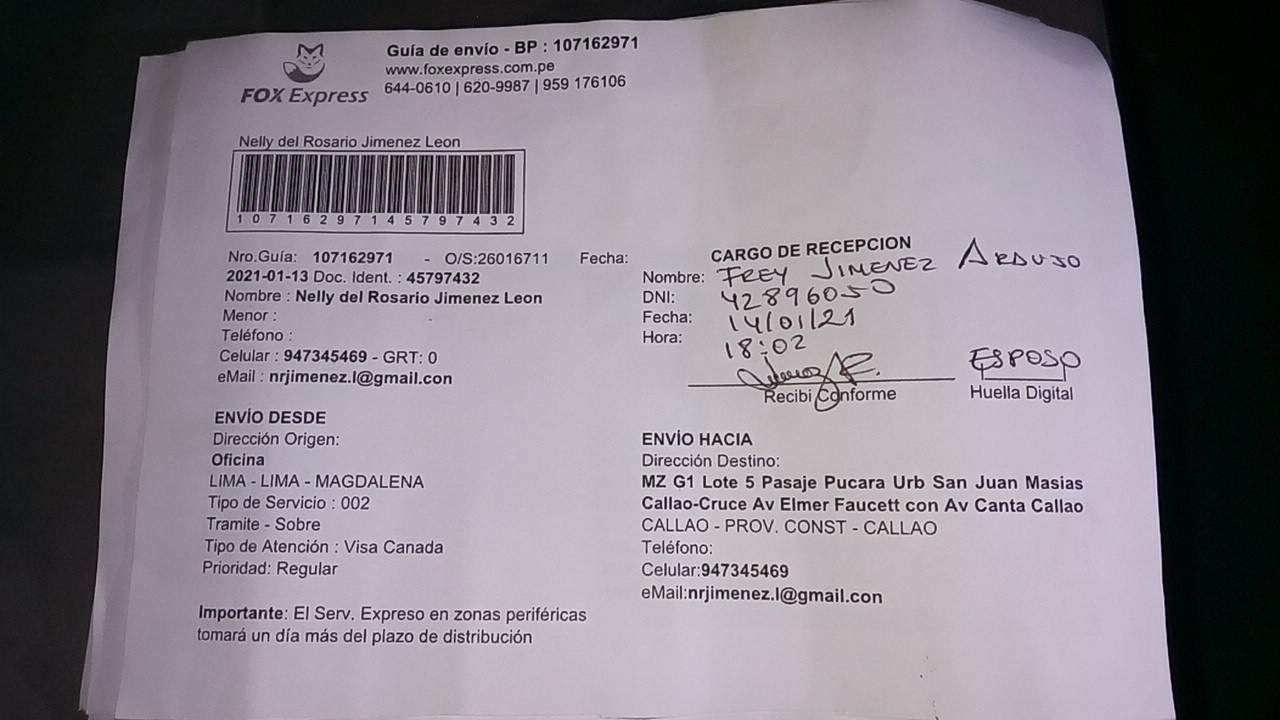 FOX Express
Guía de envío - BP : 107162971
www.foxexpress.com.pe
644-0610 | 620-9987 | 959 176106
Nelly del Rosario Jimenez Leon
10716297145797432
Nro.Guía: 107162971 - O/S:26016711 Fecha:
2021-01-13 Doc. Ident. : 45797432
Nombre : Nelly del Rosario Jimenez Leon
Menor :
Teléfono :
Celular : 947345469 - GRT: 0
eMail : nrjimenez.l@gmail.con
CARGO DE RECEPCION
Nombre: FREY JIMENEZ ARAUJO
DNI: 42896050
Fecha: 14/01/21
Hora: 18:02
ESPOSO
Recibi Conforme
Huella Digital
ENVÍO DESDE
Dirección Origen:
Oficina
LIMA - LIMA - MAGDALENA
Tipo de Servicio : 002
Tramite - Sobre
Tipo de Atención : Visa Canada
Prioridad: Regular
Importante: El Serv. Expreso en zonas periféricas
tomará un día más del plazo de distribución
ENVÍO HACIA
Dirección Destino:
MZ G1 Lote 5 Pasaje Pucara Urb San Juan Masias
Callao-Cruce Av Elmer Faucett con Av Canta Callao
CALLAO - PROV. CONST - CALLAO
Teléfono:
Celular:947345469
eMail:nrjimenez.l@gmail.con